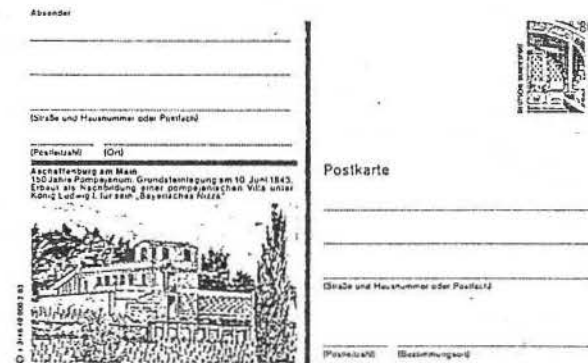 Absender
(Straße und Hausnummer oder Postfach)
(Postleitzahl) (Ort)
Aschaffenburg am Main
150 Jahre Pompejanum. Grundsteinlegung am 10. Juni 1843.
Erbaut als Nachbildung einer pompejanischen Villa unter
König Ludwig I. für sein „Bayerisches Nizza"
DEUTSCHE BUNDESPOST
Postkarte
(Straße und Hausnummer oder Postfach)
(Postleitzahl) (Bestimmungsort)